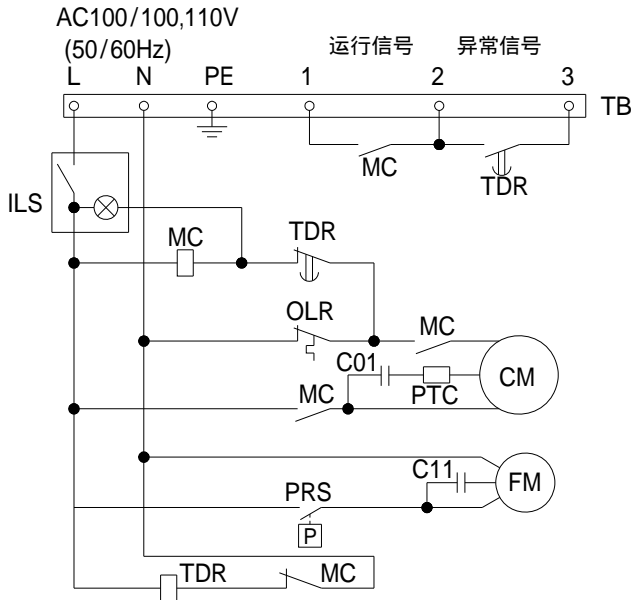 AC100/100,110V
(50/60Hz)
运行信号 异常信号
L N PE 1 2 3
TB
MC
TDR
ILS
MC TDR
OLR
MC
C01
PTC
CM
MC
C11
FM
PRS
P
TDR MC